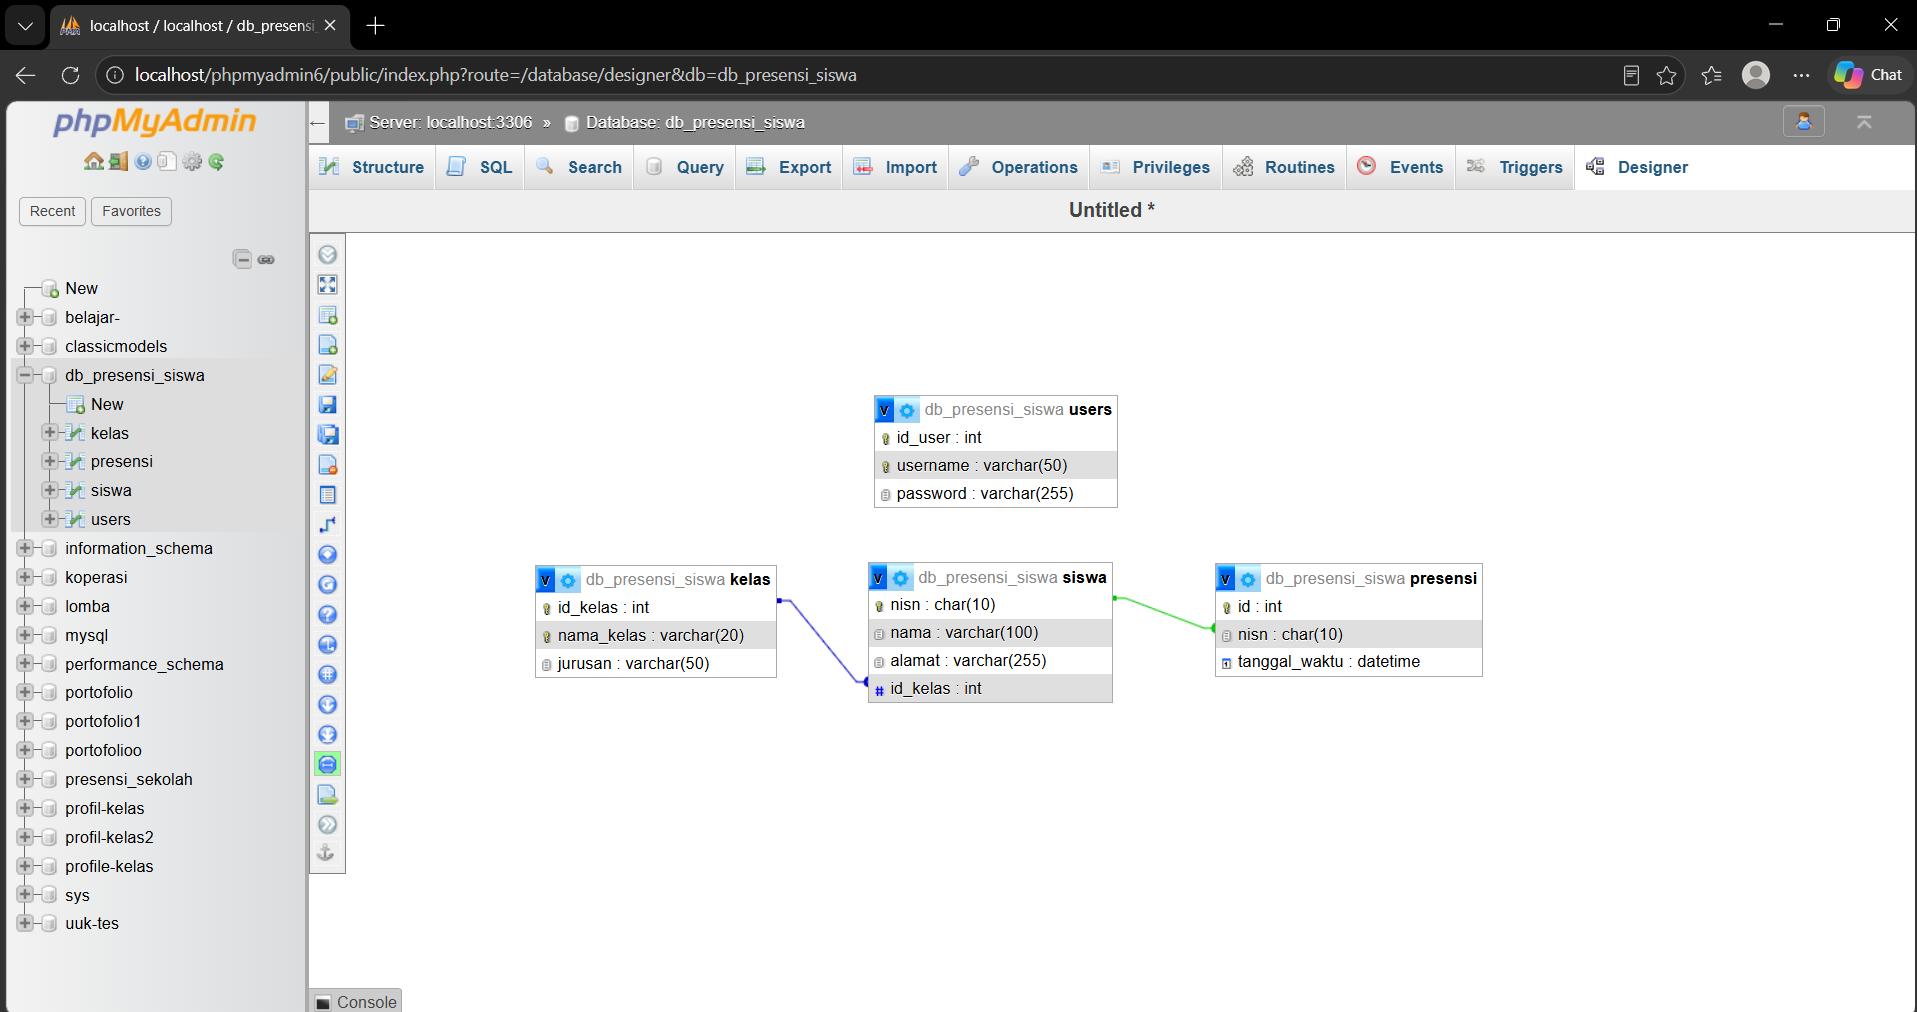 localhost / localhost / db_presensi
localhost/phpmyadmin6/public/index.php?route=/database/designer&db=db_presensi_siswa
Chat
phpMyAdmin
Server: localhost:3306 » Database: db_presensi_siswa
Structure SQL Search Query Export Import Operations Privileges Routines Events Triggers Designer
Recent Favorites
Untitled *
New
belajar-
classicmodels
db_presensi_siswa
New
kelas
presensi
siswa
users
information_schema
koperasi
lomba
mysql
performance_schema
portofolio
portofolio1
portofolioo
presensi_sekolah
profil-kelas
profil-kelas2
profile-kelas
sys
uuk-tes
v db_presensi_siswa users
id_user : int
username : varchar(50)
password : varchar(255)
v db_presensi_siswa kelas
id_kelas : int
nama_kelas : varchar(20)
jurusan : varchar(50)
v db_presensi_siswa siswa
nisn : char(10)
nama : varchar(100)
alamat : varchar(255)
# id_kelas : int
v db_presensi_siswa presensi
id : int
nisn : char(10)
tanggal_waktu : datetime
Console